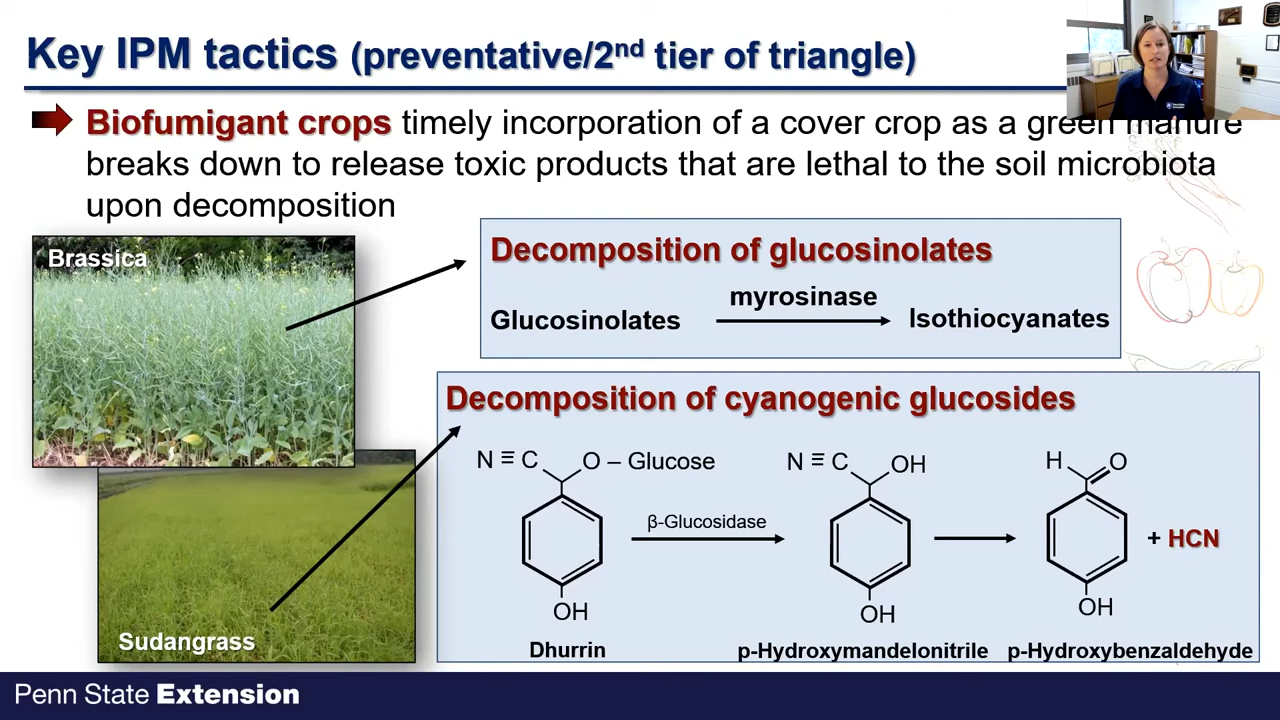 Key IPM tactics (preventative/2nd tier of triangle)
Biofumigant crops timely incorporation of a cover crop as a green manure
breaks down to release toxic products that are lethal to the soil microbiota
upon decomposition
Brassica
Decomposition of glucosinolates
myrosinase
Glucosinolates
Isothiocyanates
Sudangrass
Decomposition of cyanogenic glucosides
N ≡ C
O – Glucose
OH
Dhurrin
β-Glucosidase
N ≡ C
OH
OH
p-Hydroxymandelonitrile
H
O
OH
p-Hydroxybenzaldehyde
+ HCN
Penn State Extension